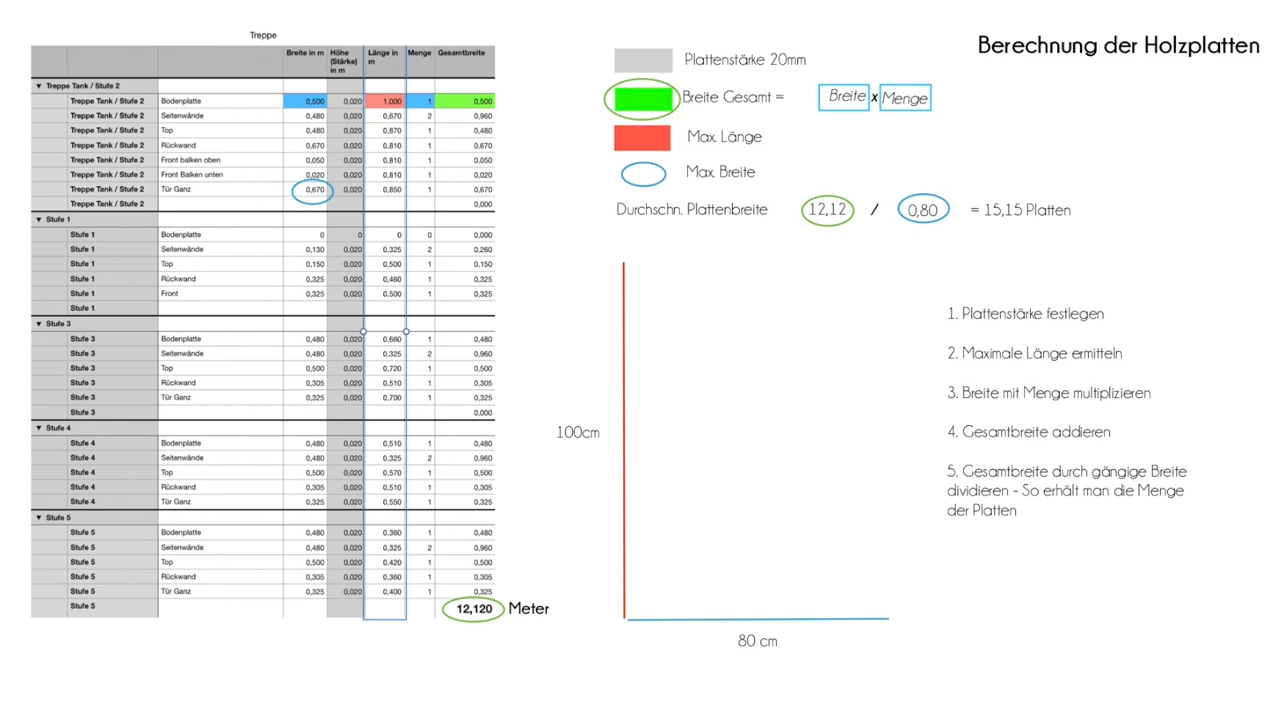 Treppe
Breite in m Höhe (Stärke) in m Länge in m Menge Gesamtbreite
▼ Treppe Tank / Stufe 2
Treppe Tank / Stufe 2 Bodenplatte 0,500 0,020 1,000 1 0,500
Treppe Tank / Stufe 2 Seitenwände 0,480 0,020 0,670 2 0,960
Treppe Tank / Stufe 2 Top 0,480 0,020 0,870 1 0,480
Treppe Tank / Stufe 2 Rückwand 0,670 0,020 0,810 1 0,670
Treppe Tank / Stufe 2 Front balken oben 0,050 0,020 0,810 1 0,050
Treppe Tank / Stufe 2 Front Balken unten 0,020 0,020 0,810 1 0,020
Treppe Tank / Stufe 2 Tür Ganz 0,670 0,020 0,850 1 0,670
Treppe Tank / Stufe 2 0,000
▼ Stufe 1
Stufe 1 Bodenplatte 0 0 0 0 0,000
Stufe 1 Seitenwände 0,130 0,020 0,325 2 0,260
Stufe 1 Top 0,150 0,020 0,500 1 0,150
Stufe 1 Rückwand 0,325 0,020 0,460 1 0,325
Stufe 1 Front 0,325 0,020 0,500 1 0,325
Stufe 1
▼ Stufe 3
Stufe 3 Bodenplatte 0,480 0,020 0,660 1 0,480
Stufe 3 Seitenwände 0,480 0,020 0,325 2 0,960
Stufe 3 Top 0,500 0,020 0,720 1 0,500
Stufe 3 Rückwand 0,305 0,020 0,510 1 0,305
Stufe 3 Tür Ganz 0,325 0,020 0,700 1 0,325
Stufe 3 0,000
▼ Stufe 4
Stufe 4 Bodenplatte 0,480 0,020 0,510 1 0,480
Stufe 4 Seitenwände 0,480 0,020 0,325 2 0,960
Stufe 4 Top 0,500 0,020 0,570 1 0,500
Stufe 4 Rückwand 0,305 0,020 0,510 1 0,305
Stufe 4 Tür Ganz 0,325 0,020 0,550 1 0,325
▼ Stufe 5
Stufe 5 Bodenplatte 0,480 0,020 0,360 1 0,480
Stufe 5 Seitenwände 0,480 0,020 0,325 2 0,960
Stufe 5 Top 0,500 0,020 0,420 1 0,500
Stufe 5 Rückwand 0,305 0,020 0,360 1 0,305
Stufe 5 Tür Ganz 0,325 0,020 0,400 1 0,325
Stufe 5 12,120 Meter
Berechnung der Holzplatten
Plattenstärke 20mm
Breite Gesamt = Breite x Menge
Max. Länge
Max. Breite
Durchschn. Plattenbreite 12,12 / 0,80 = 15,15 Platten
100cm
80 cm
1. Plattenstärke festlegen
2. Maximale Länge ermitteln
3. Breite mit Menge multiplizieren
4. Gesamtbreite addieren
5. Gesamtbreite durch gängige Breite
dividieren - So erhält man die Menge
der Platten